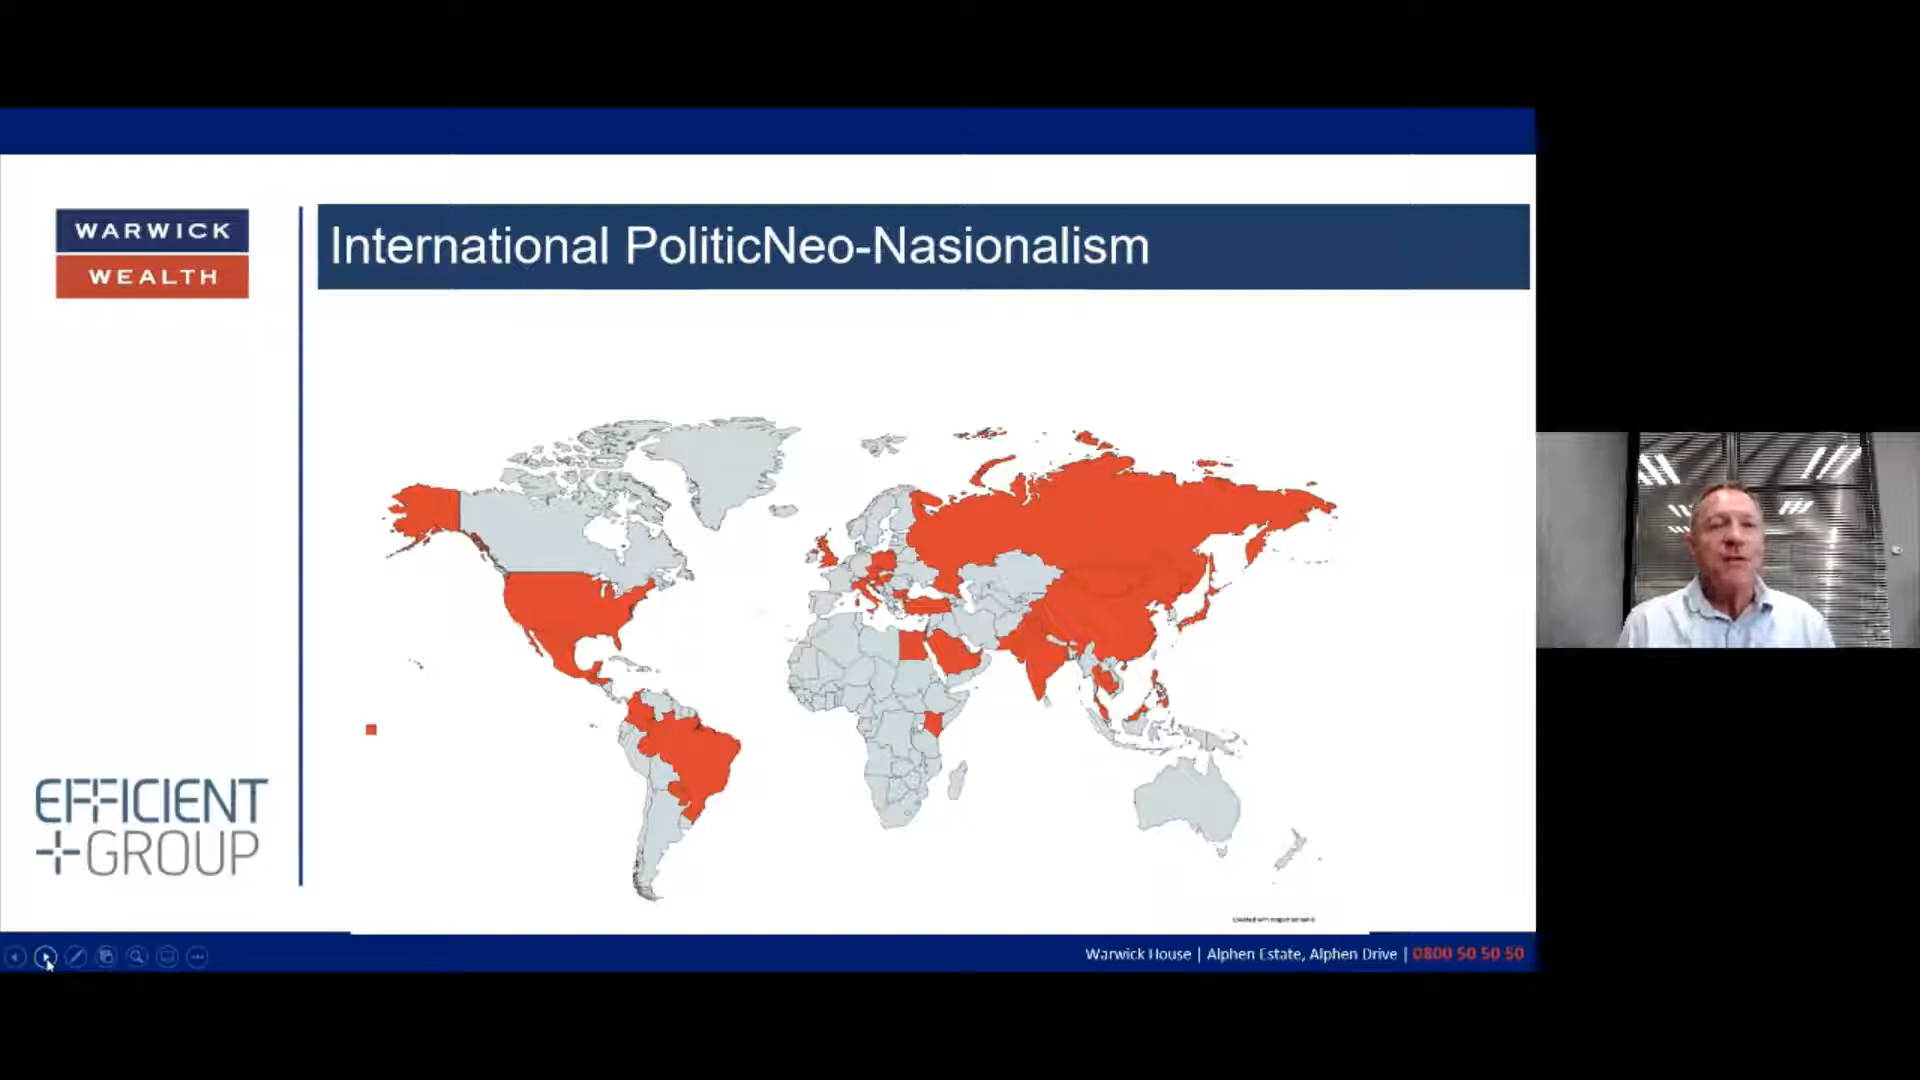 WARWICK
WEALTH
International PoliticNeo-Nasionalism
EFFICIENT
GROUP
Warwick House | Alphen Estate, Alphen Drive | 0800 50 50 50